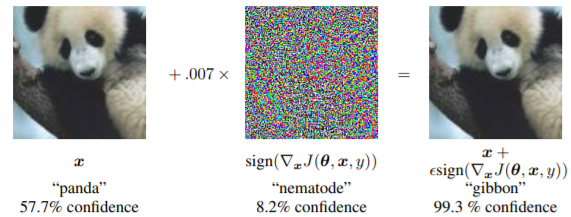 + .007 ×
=
x
sign(∇ₓJ(θ, x, y))
x +
ϵsign(∇ₓJ(θ, x, y))
“panda”
“nematode”
“gibbon”
57.7% confidence
8.2% confidence
99.3 % confidence